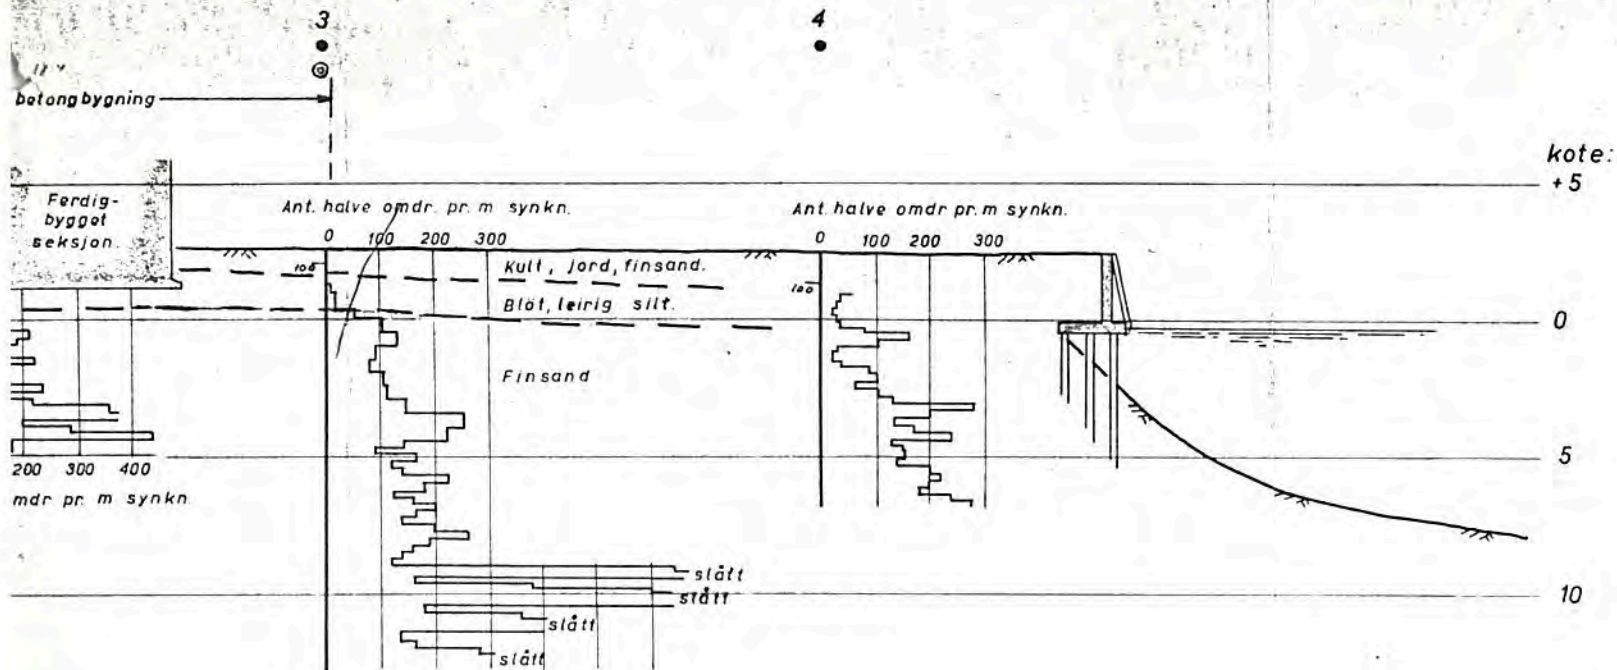 3
4
betongbygning
kote:
+5
Ferdig-
bygget
seksjon.
Ant. halve omdr. pr. m synkn.
0 100 200 300
Ant. halve omdr. pr. m synkn.
0 100 200 300
100
Kult, jord, finsand.
100
Blöt, leirig silt.
0
Finsand
200 300 400
5
mdr pr. m synkn.
slått
slått
10
slått
slått